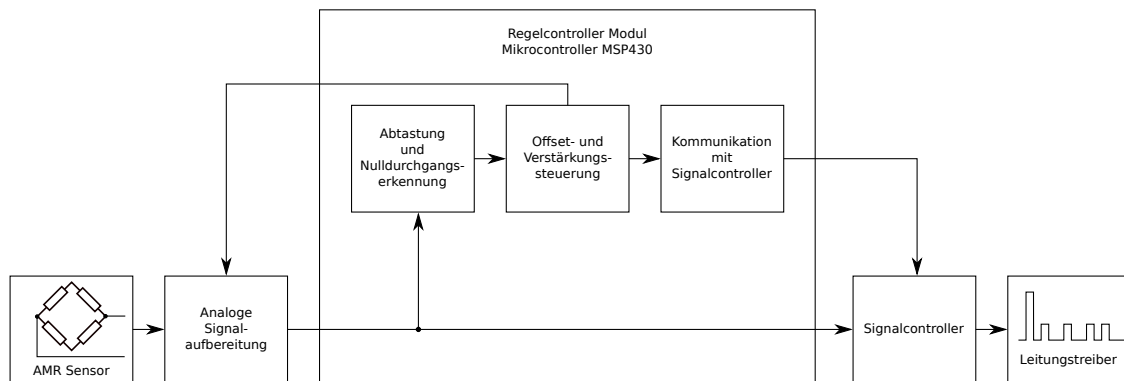 Regelcontroller Modul
Mikrocontroller MSP430
Abtastung
und
Nulldurchgangs-
erkennung
Offset- und
Verstärkungs-
steuerung
Kommunikation
mit
Signalcontroller
AMR Sensor
Analoge
Signal-
aufbereitung
Signalcontroller
Leitungstreiber